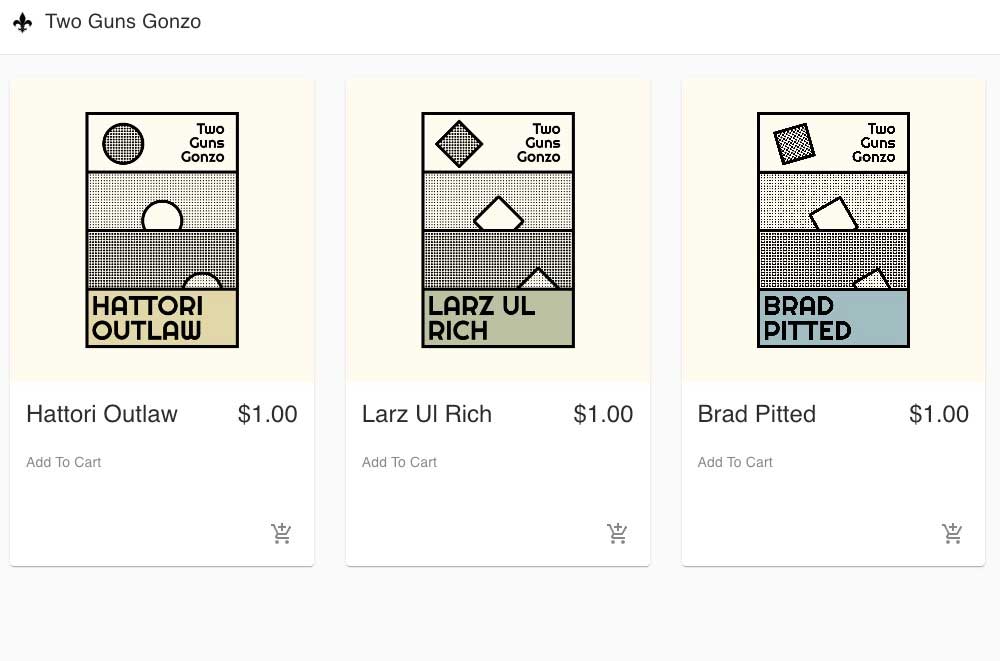 Two Guns Gonzo
Two
Guns
Gonzo
HATTORI
OUTLAW
Hattori Outlaw $1.00
Add To Cart
Two
Guns
Gonzo
LARZ UL
RICH
Larz Ul Rich $1.00
Add To Cart
Two
Guns
Gonzo
BRAD
PITTED
Brad Pitted $1.00
Add To Cart